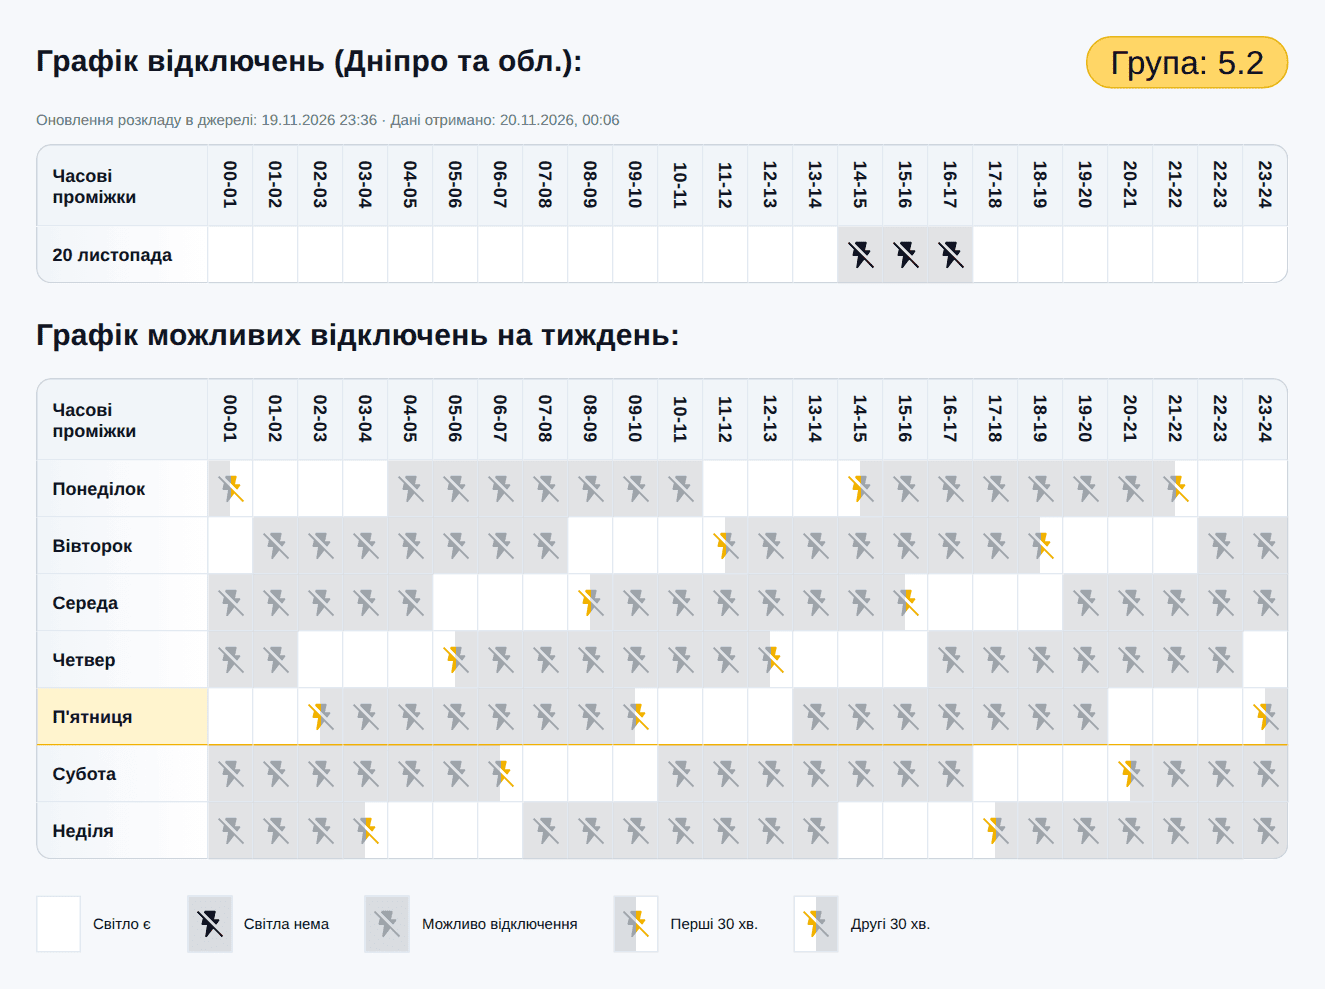 Графік відключень (Дніпро та обл.):
Група: 5.2
Оновлення розкладу в джерелі: 19.11.2026 23:36 · Дані отримано: 20.11.2026, 00:06
Часові
проміжки
00-01 01-02 02-03 03-04 04-05 05-06 06-07 07-08 08-09 09-10 10-11 11-12 12-13 13-14 14-15 15-16 16-17 17-18 18-19 19-20 20-21 21-22 22-23 23-24
20 листопада
Графік можливих відключень на тиждень:
Часові
проміжки
00-01 01-02 02-03 03-04 04-05 05-06 06-07 07-08 08-09 09-10 10-11 11-12 12-13 13-14 14-15 15-16 16-17 17-18 18-19 19-20 20-21 21-22 22-23 23-24
Понеділок
Вівторок
Середа
Четвер
П'ятниця
Субота
Неділя
Світло є
Світла нема
Можливо відключення
Перші 30 хв.
Другі 30 хв.